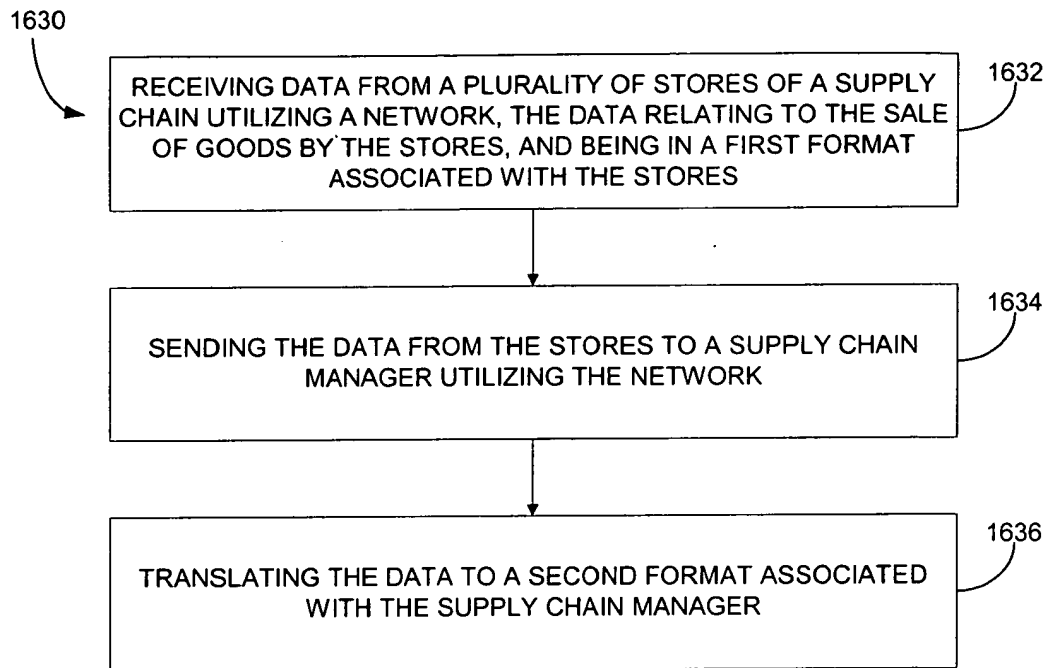 1630
RECEIVING DATA FROM A PLURALITY OF STORES OF A SUPPLY
CHAIN UTILIZING A NETWORK, THE DATA RELATING TO THE SALE
OF GOODS BY THE STORES, AND BEING IN A FIRST FORMAT
ASSOCIATED WITH THE STORES
1632
SENDING THE DATA FROM THE STORES TO A SUPPLY CHAIN
MANAGER UTILIZING THE NETWORK
1634
TRANSLATING THE DATA TO A SECOND FORMAT ASSOCIATED
WITH THE SUPPLY CHAIN MANAGER
1636